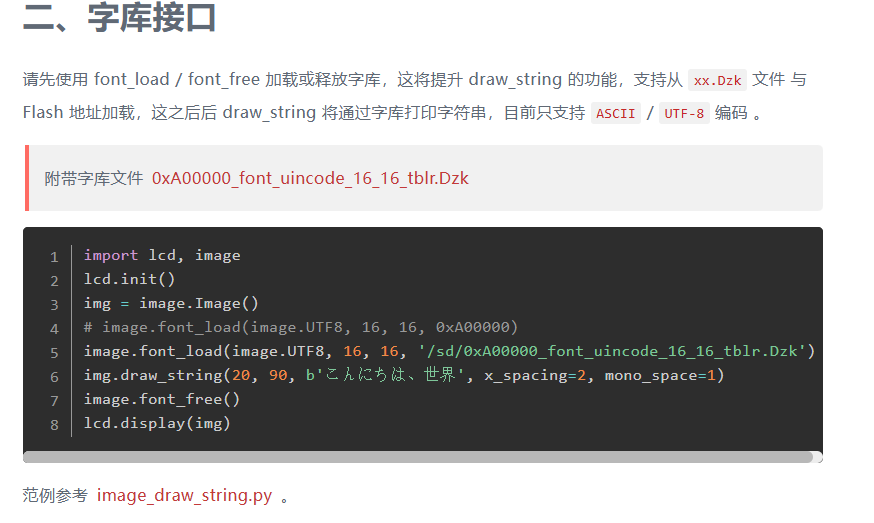 二、字库接口
请先使用 font_load / font_free 加载或释放字库，这将提升 draw_string 的功能，支持从 xx.Dzk 文件 与
Flash 地址加载，这之后后 draw_string 将通过字库打印字符串，目前只支持 ASCII / UTF-8 编码 。
附带字库文件 0xA00000_font_uincode_16_16_tblr.Dzk
1 import lcd, image
2 lcd.init()
3 img = image.Image()
4 # image.font_load(image.UTF8, 16, 16, 0xA00000)
5 image.font_load(image.UTF8, 16, 16, '/sd/0xA00000_font_uincode_16_16_tblr.Dzk')
6 img.draw_string(20, 90, b'こんにちは、世界', x_spacing=2, mono_space=1)
7 image.font_free()
8 lcd.display(img)
范例参考 image_draw_string.py 。